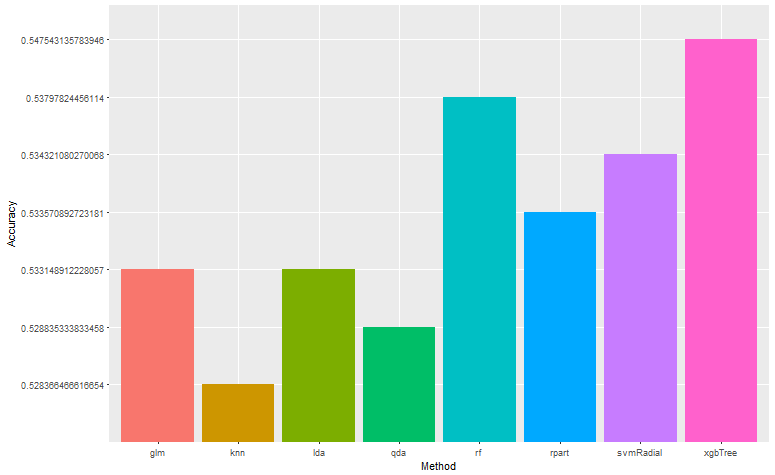 0.547543135783946
0.53797824456114
0.534321080270068
0.533570892723181
0.533148912228057
0.528835333833458
0.528366466616654
Accuracy
glm knn lda qda rf rpart svmRadial xgbTree
Method